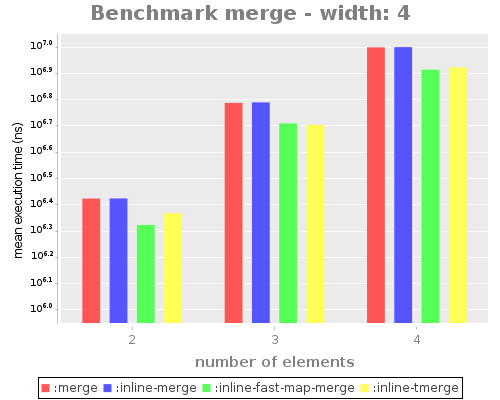 Benchmark merge - width: 4
mean execution time (ns)
10^7.0
10^6.9
10^6.8
10^6.7
10^6.6
10^6.5
10^6.4
10^6.3
10^6.2
10^6.1
10^6.0
2 3 4
number of elements
:merge :inline-merge :inline-fast-map-merge :inline-tmerge